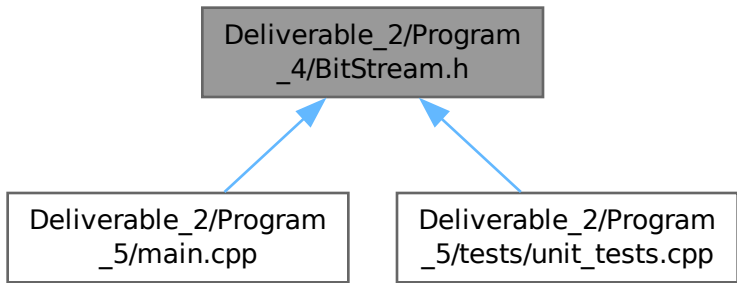 Deliverable_2/Program
_4/BitStream.h
Deliverable_2/Program
_5/main.cpp
Deliverable_2/Program
_5/tests/unit_tests.cpp